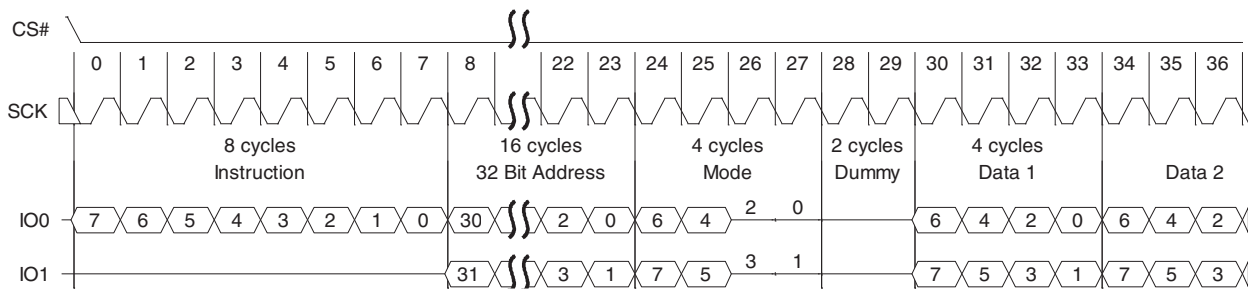 CS#
0 1 2 3 4 5 6 7 8 22 23 24 25 26 27 28 29 30 31 32 33 34 35 36
SCK
8 cycles 16 cycles 4 cycles 2 cycles 4 cycles
Instruction 32 Bit Address Mode Dummy Data 1 Data 2
IO0 7 6 5 4 3 2 1 0 30 2 0 6 4 2 0 6 4 2 0 6 4 2
IO1 31 3 1 7 5 3 1 7 5 3 1 7 5 3